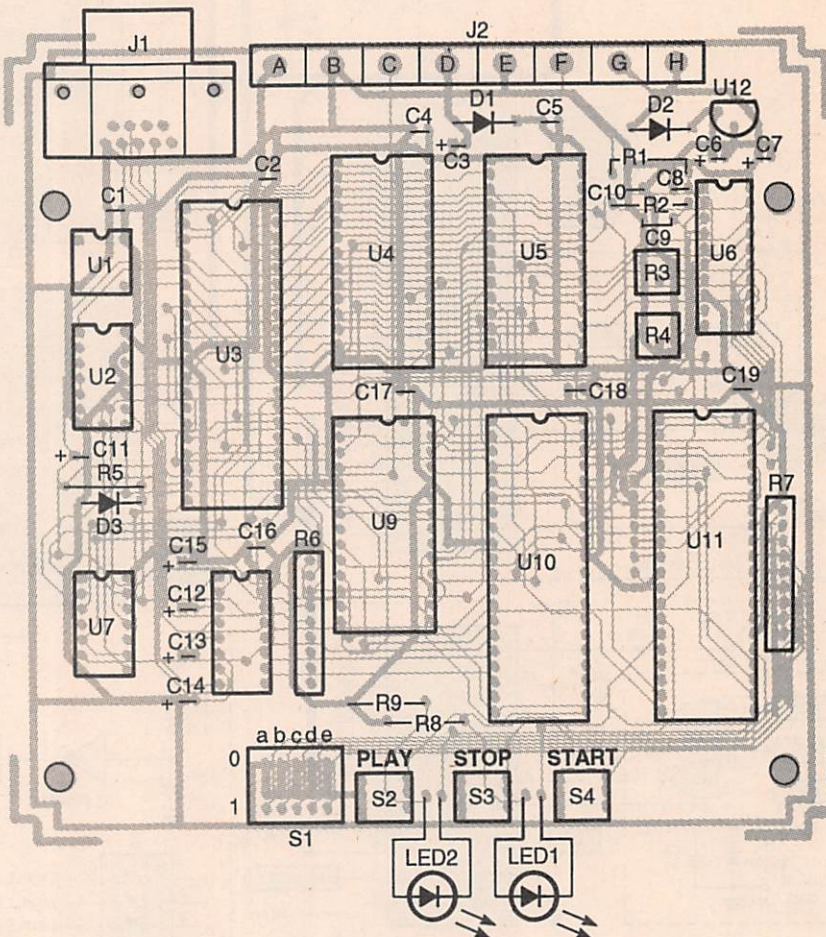 J1
J2
A B C D E F G H
U12
D1
D2
C4
C5
C3
+
R1
C6
+
C7
+
C2
C10
C8
C1
R2
C9
U1
U4
U5
R3
U6
U2
U3
R4
C17
C18
C19
+
C11
R5
D3
R7
U9
U10
U11
C16
R6
C15
+
U7
C12
+
C13
+
C14
+
R9
R8
a b c d e
0
1
PLAY
STOP
START
S2
S3
S4
S1
LED2
LED1